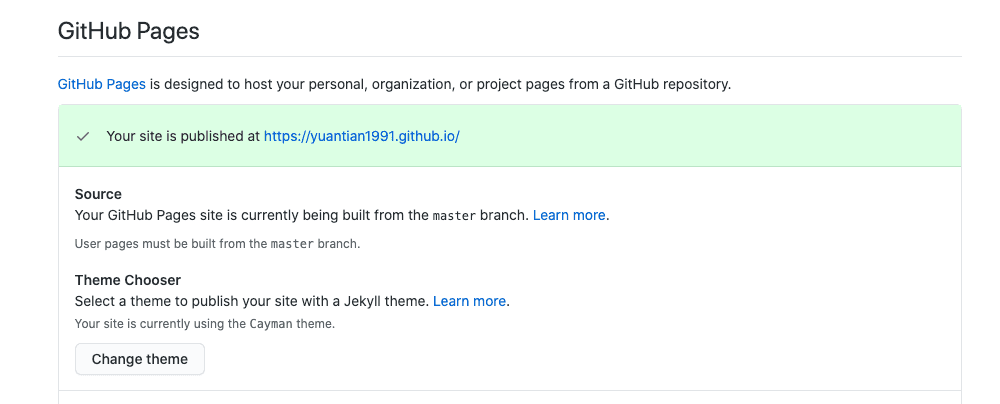 GitHub Pages
GitHub Pages is designed to host your personal, organization, or project pages from a GitHub repository.
Your site is published at https://yuantian1991.github.io/
Source
Your GitHub Pages site is currently being built from the master branch. Learn more.
User pages must be built from the master branch.
Theme Chooser
Select a theme to publish your site with a Jekyll theme. Learn more.
Your site is currently using the Cayman theme.
Change theme